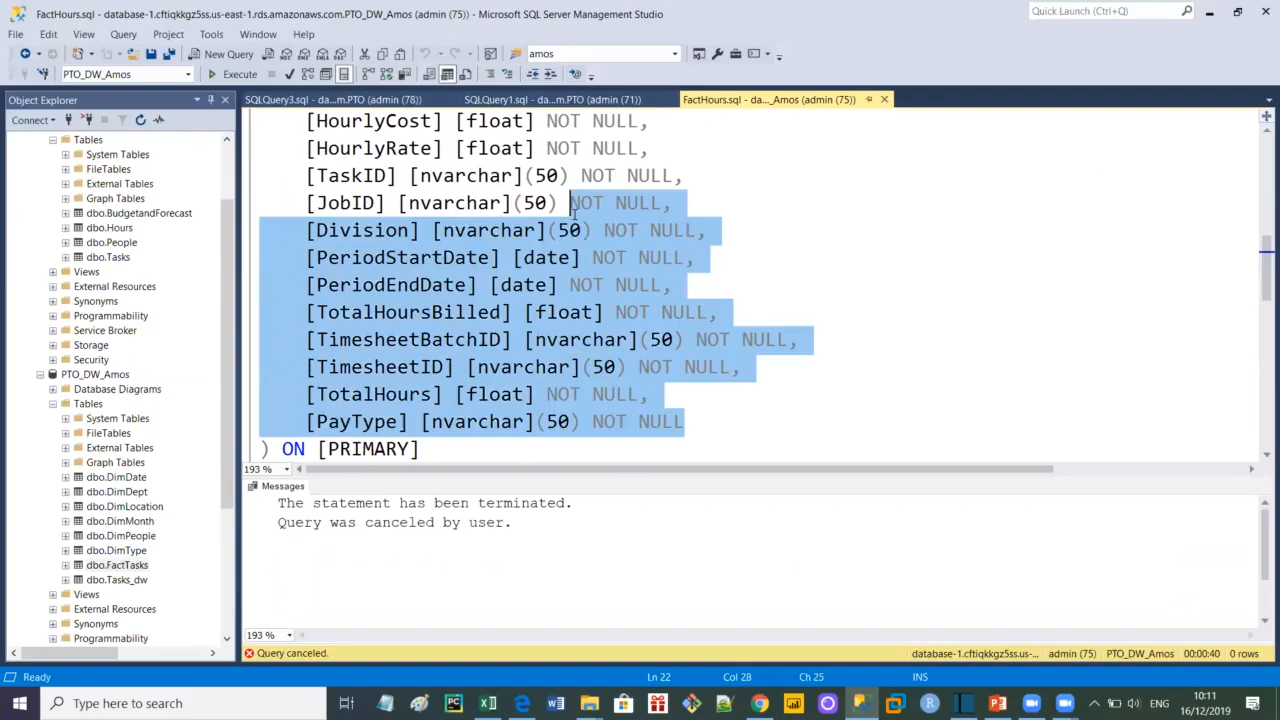 FactHours.sql - database-1.cftiqkkgz5ss.us-east-1.rds.amazonaws.com.PTO_DW_Amos (admin (75))* - Microsoft SQL Server Management Studio
Quick Launch (Ctrl+Q)
File Edit View Query Project Tools Window Help
New Query
amos
PTO_DW_Amos
Execute
Object Explorer
SQLQuery3.sql - da...m.PTO (admin (78))
SQLQuery1.sql - da...m.PTO (admin (71))
FactHours.sql - da..._Amos (admin (75))*
Connect
Tables
System Tables
FileTables
External Tables
Graph Tables
dbo.BudgetandForecast
dbo.Hours
dbo.People
dbo.Tasks
Views
External Resources
Synonyms
Programmability
Service Broker
Storage
Security
PTO_DW_Amos
Database Diagrams
Tables
System Tables
FileTables
External Tables
Graph Tables
dbo.DimDate
dbo.DimDept
dbo.DimLocation
dbo.DimMonth
dbo.DimPeople
dbo.DimType
dbo.FactTasks
dbo.Tasks_dw
Views
External Resources
Synonyms
Programmability
[HourlyCost] [float] NOT NULL,
[HourlyRate] [float] NOT NULL,
[TaskID] [nvarchar](50) NOT NULL,
[JobID] [nvarchar](50) NOT NULL,
[Division] [nvarchar](50) NOT NULL,
[PeriodStartDate] [date] NOT NULL,
[PeriodEndDate] [date] NOT NULL,
[TotalHoursBilled] [float] NOT NULL,
[TimesheetBatchID] [nvarchar](50) NOT NULL,
[TimesheetID] [nvarchar](50) NOT NULL,
[TotalHours] [float] NOT NULL,
[PayType] [nvarchar](50) NOT NULL
) ON [PRIMARY]
193 %
Messages
The statement has been terminated.
Query was canceled by user.
193 %
Query canceled.
database-1.cftiqkkgz5ss.us-... admin (75) PTO_DW_Amos 00:00:40 0 rows
Ready
Ln 22 Col 28 Ch 25 INS
Type here to search
ENG
10:11
16/12/2019